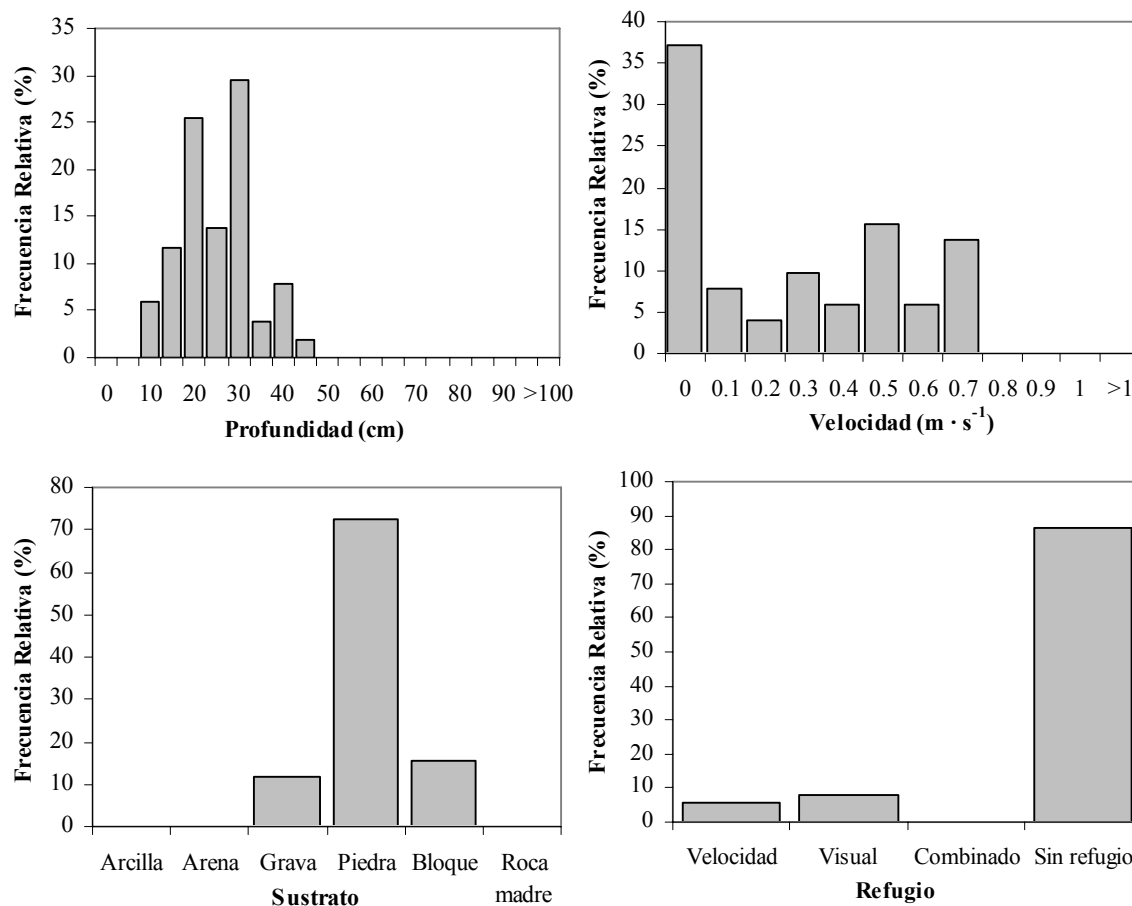 Frecuencia Relativa (%)
35
30
25
20
15
10
5
0
0 10 20 30 40 50 60 70 80 90 >100
Profundidad (cm)
Frecuencia Relativa (%)
40
35
30
25
20
15
10
5
0
0 0.1 0.2 0.3 0.4 0.5 0.6 0.7 0.8 0.9 1 >1
Velocidad (m · s⁻¹)
Frecuencia Relativa (%)
80
70
60
50
40
30
20
10
0
Arcilla Arena Grava Piedra Bloque Roca
madre
Sustrato
Frecuencia Relativa (%)
100
90
80
70
60
50
40
30
20
10
0
Velocidad Visual Combinado Sin refugio
Refugio